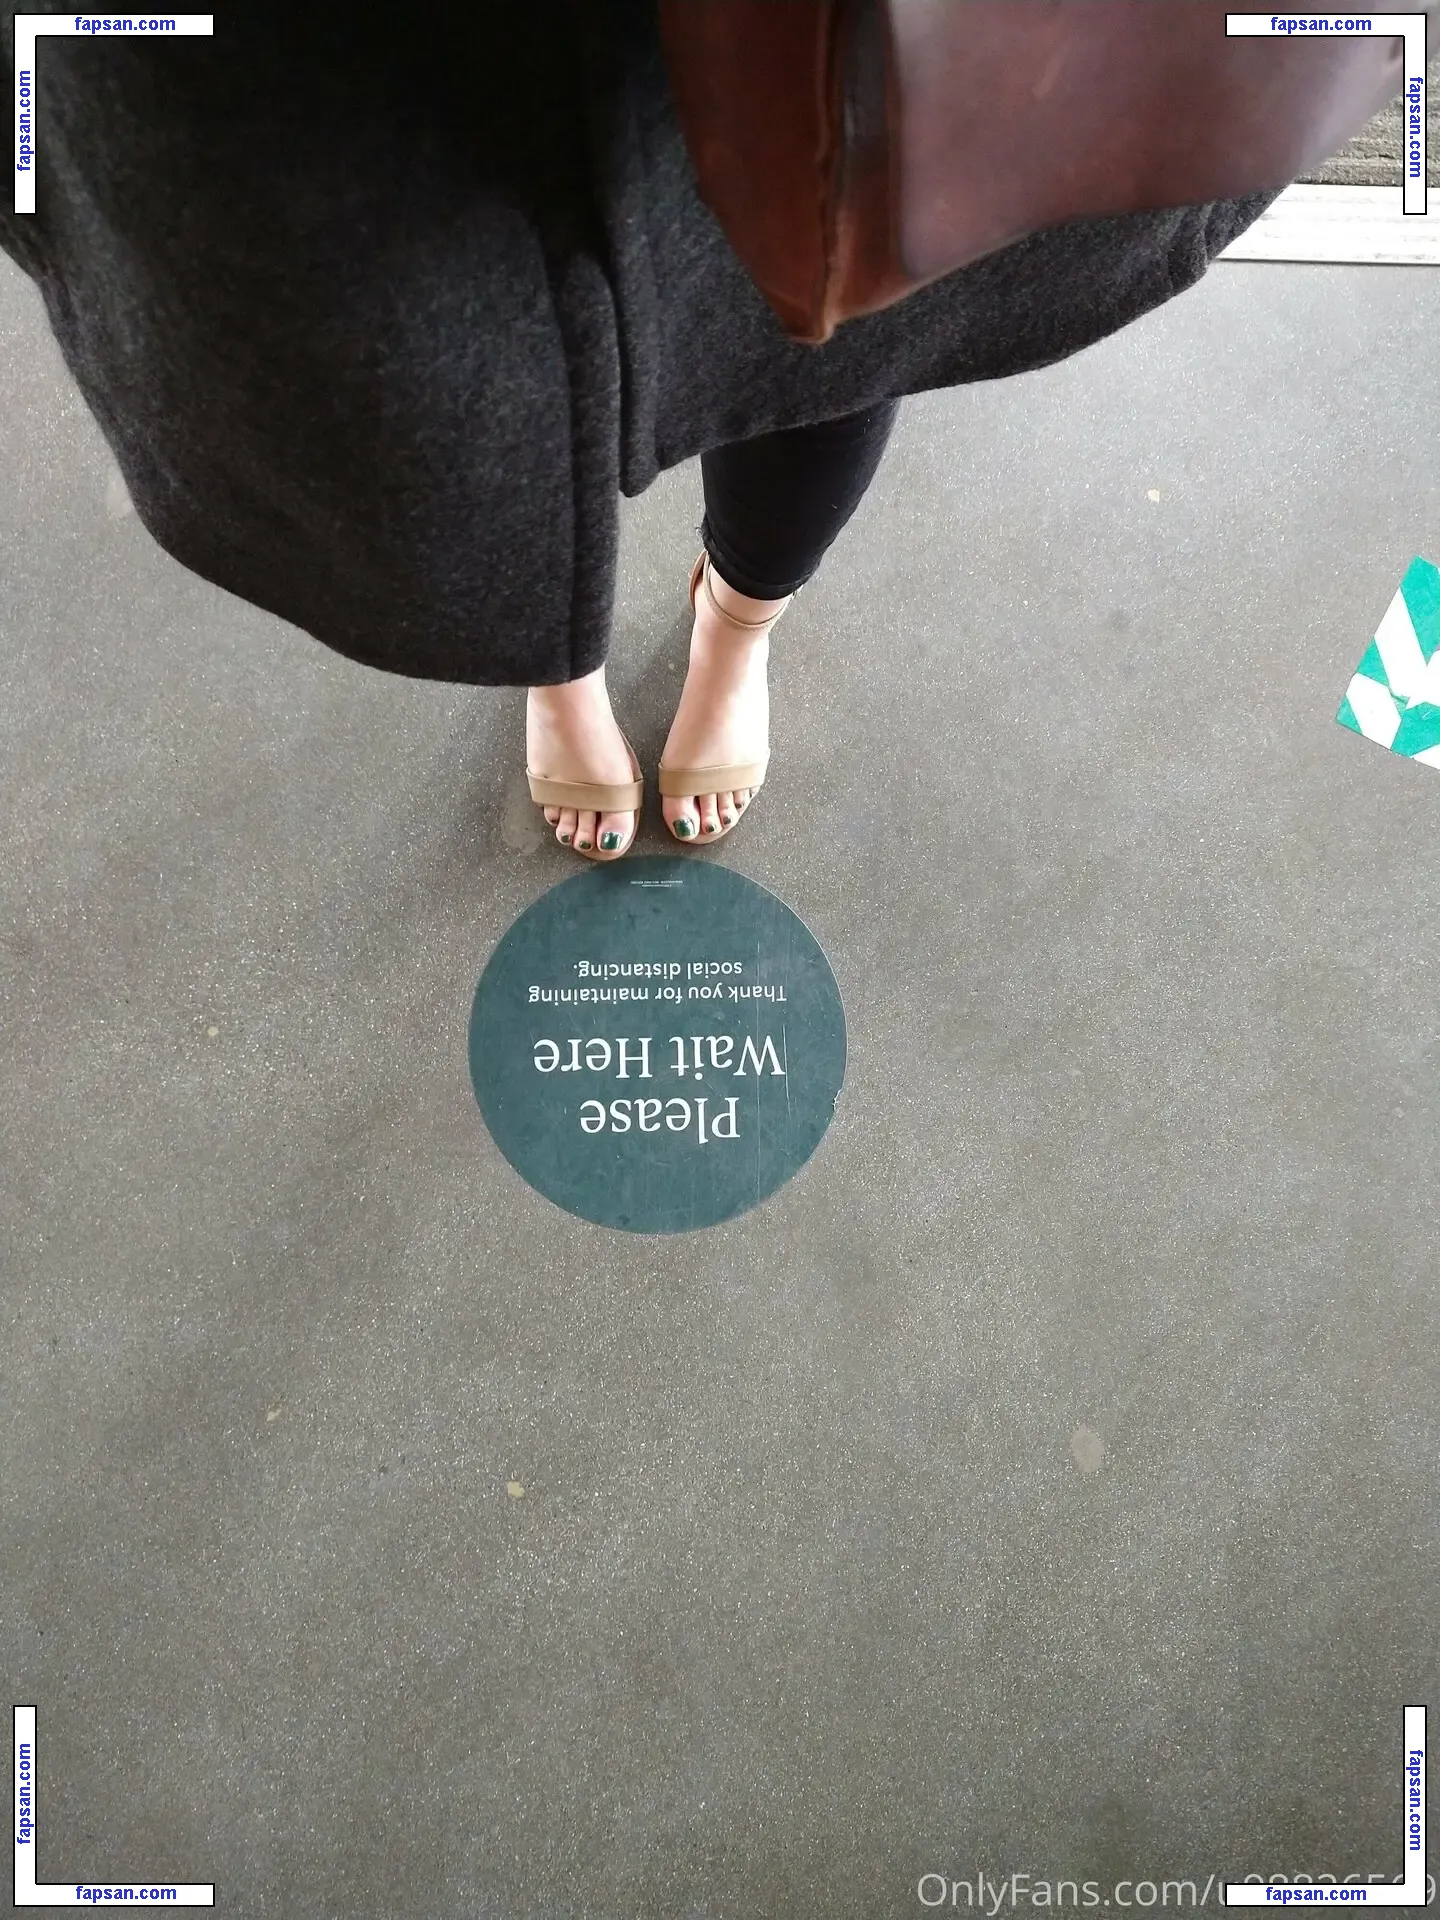 fapsan.com
fapsan.com
fapsan.com
fapsan.com
Please
Wait Here
Thank you for maintaining
social distancing.
fapsan.com
fapsan.com
OnlyFans.com/
fapsan.com
fapsan.com